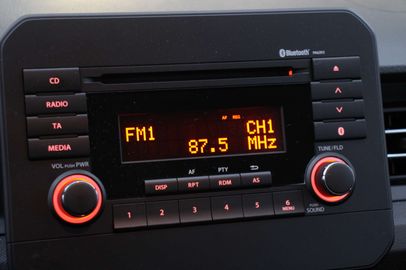 Bluetooth
CD
RADIO
TA
MEDIA
AF REG
FM1 CH1
87.5 MHz
VOL PUSH PWR
TUNE/FLD
AF PTY
DISP RPT RDM AS
1 2 3 4 5 6
MENU
PUSH
SOUND